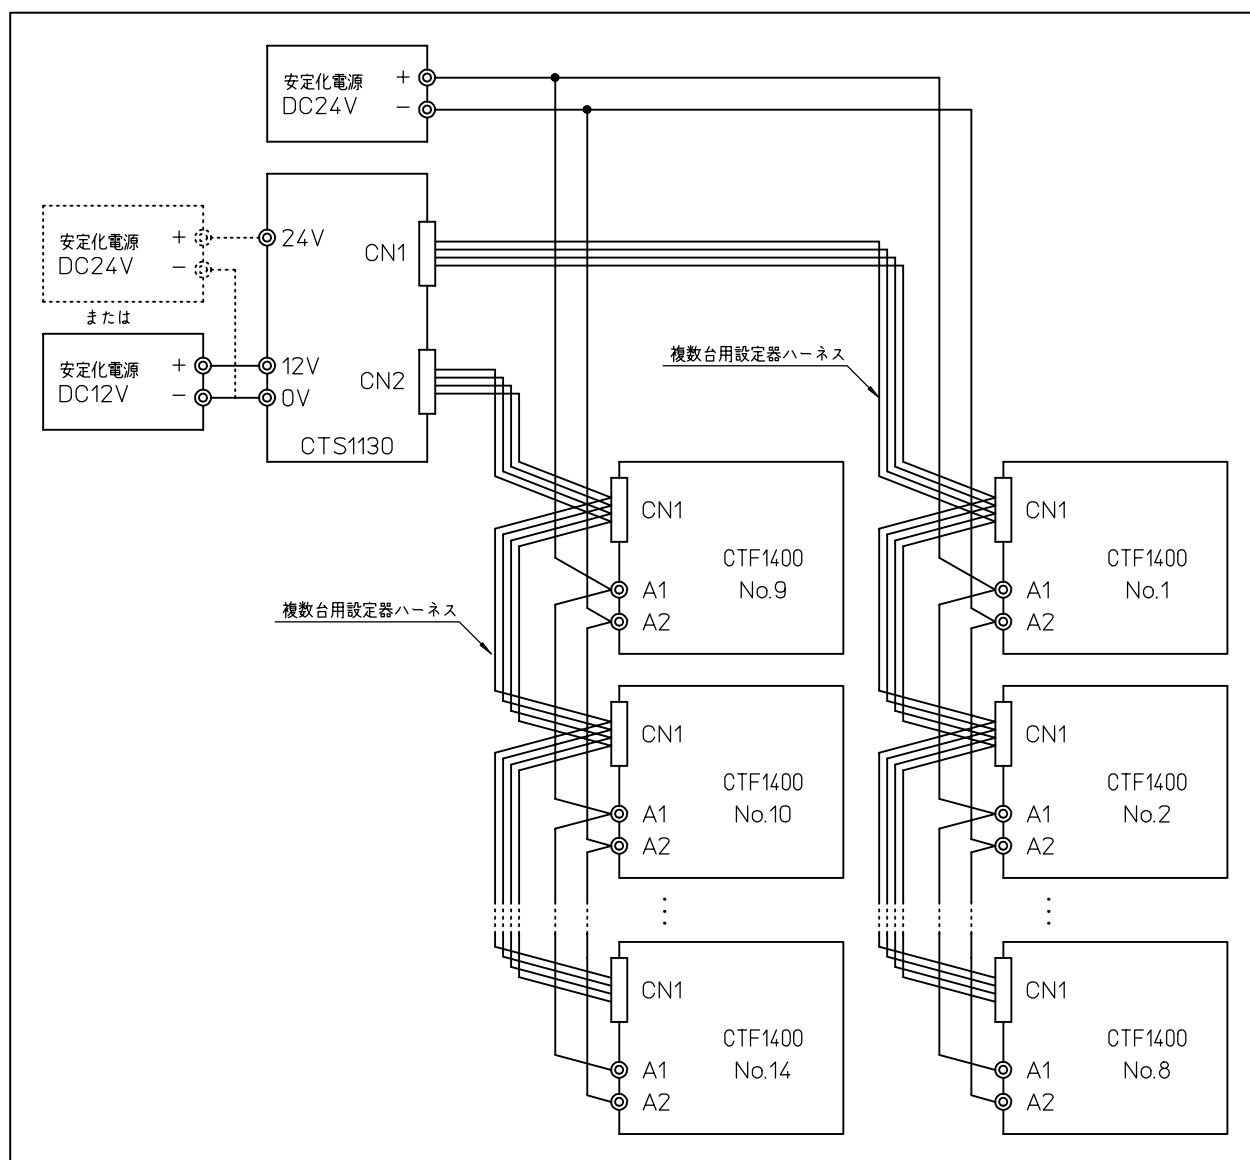 安定化電源 +
DC24V −
安定化電源 +
DC24V −
または
安定化電源 +
DC12V −
24V
CN1
12V
CN2
0V
CTS1130
複数台用設定器ハーネス
複数台用設定器ハーネス
CN1
CTF1400
No.9
A1
A2
CN1
CTF1400
No.1
A1
A2
CN1
CTF1400
No.10
A1
A2
CN1
CTF1400
No.2
A1
A2
CN1
CTF1400
No.14
A1
A2
CN1
CTF1400
No.8
A1
A2